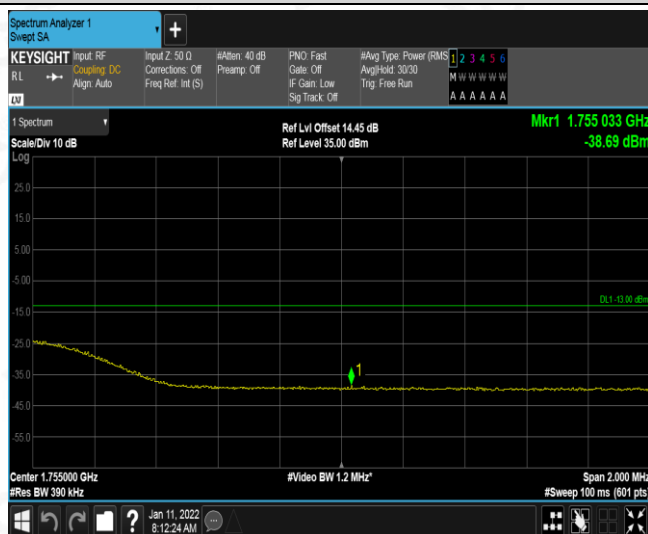 Spectrum Analyzer 1
Swept SA
KEYSIGHT
RL
LXI
Input: RF
Coupling: DC
Align: Auto
Input Z: 50 Ω
Corrections: Off
Freq Ref: Int (S)
#Atten: 40 dB
Preamp: Off
PNO: Fast
Gate: Off
IF Gain: Low
Sig Track: Off
#Avg Type: Power (RMS
Avg|Hold: 30/30
Trig: Free Run
1 2 3 4 5 6
M W W W W W
A A A A A A
1 Spectrum
Scale/Div 10 dB
Log
Ref Lvl Offset 14.45 dB
Ref Level 35.00 dBm
Mkr1 1.755 033 GHz
-38.69 dBm
25.0
15.0
5.00
-5.00
DL1 -13.00 dBm
-15.0
-25.0
1
-35.0
-45.0
-55.0
Center 1.755000 GHz
#Video BW 1.2 MHz*
Span 2.000 MHz
#Res BW 390 kHz
#Sweep 100 ms (601 pts)
?
Jan 11, 2022
8:12:24 AM